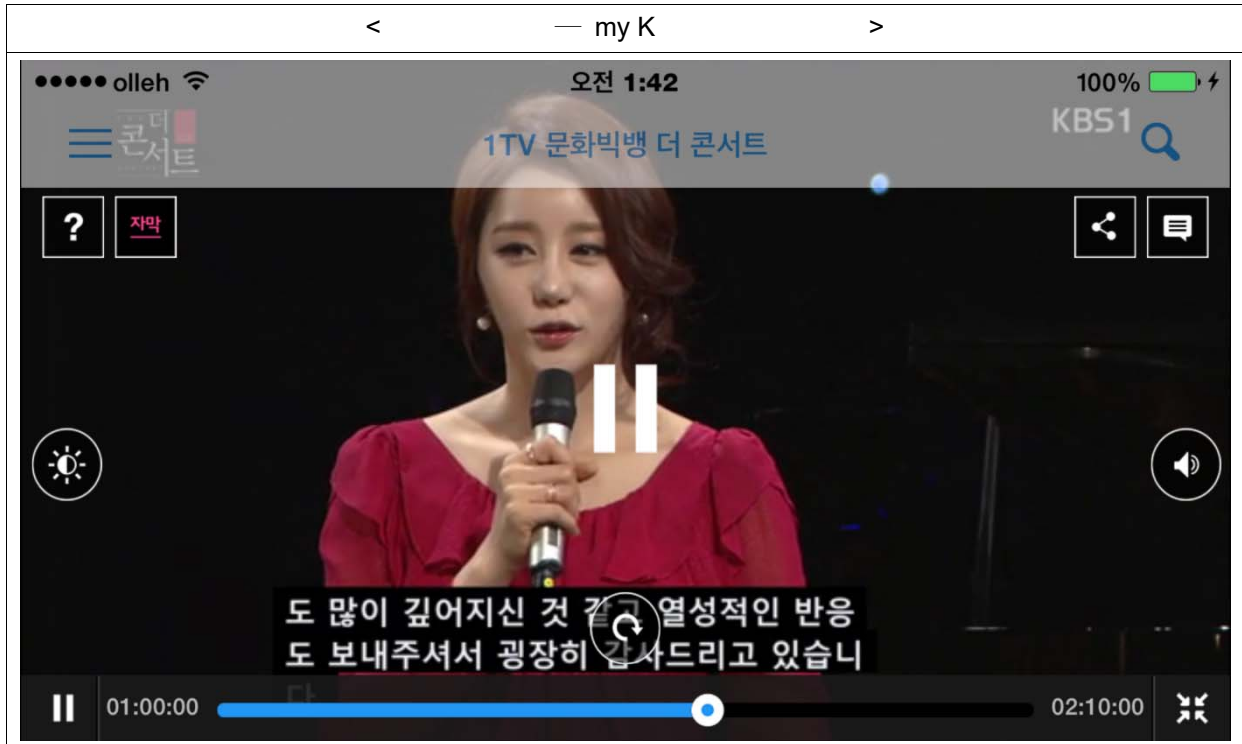 < — my K >
olleh 오전 1:42 100%
더
콘서트
1TV 문화빅뱅 더 콘서트
KBS1
? 자막
도 많이 깊어지신 것 같고 열성적인 반응
도 보내주셔서 굉장히 감사드리고 있습니
다
01:00:00 02:10:00